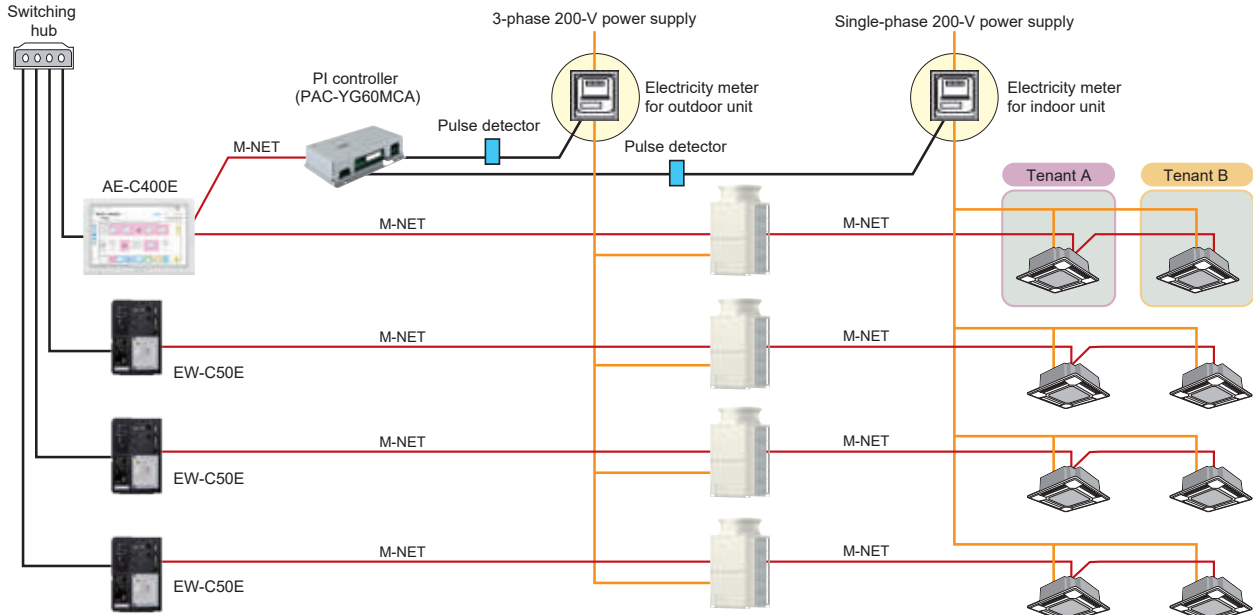 Switching
hub
3-phase 200-V power supply
Single-phase 200-V power supply
PI controller
(PAC-YG60MCA)
Electricity meter
for outdoor unit
Electricity meter
for indoor unit
Pulse detector
Pulse detector
M-NET
AE-C400E
Tenant A
Tenant B
M-NET
M-NET
M-NET
M-NET
EW-C50E
M-NET
M-NET
EW-C50E
M-NET
M-NET
EW-C50E